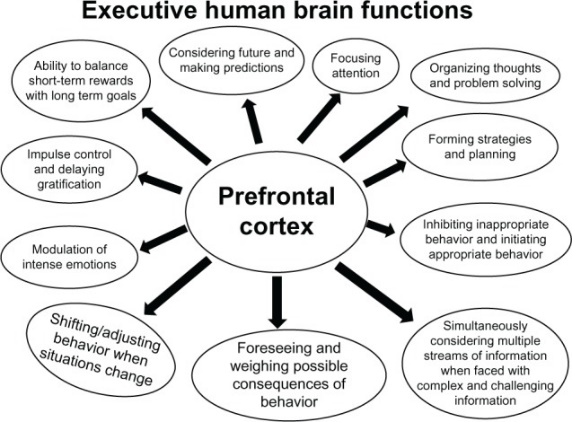 Executive human brain functions
Ability to balance
short-term rewards
with long term goals
Considering future and
making predictions
Focusing
attention
Organizing thoughts
and problem solving
Impulse control
and delaying
gratification
Forming strategies
and planning
Prefrontal
cortex
Modulation of
intense emotions
Inhibiting inappropriate
behavior and initiating
appropriate behavior
Shifting/adjusting
behavior when
situations change
Foreseeing and
weighing possible
consequences of
behavior
Simultaneously
considering multiple
streams of information
when faced with
complex and challenging
information